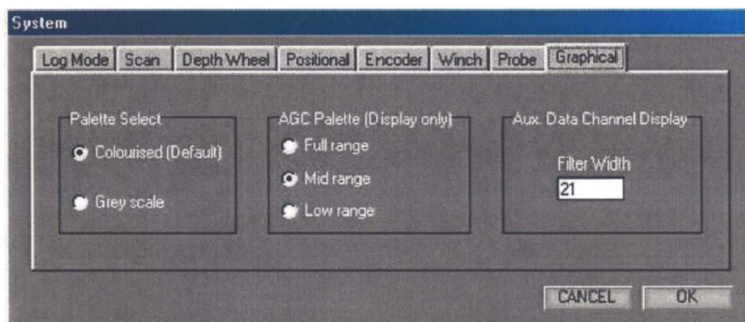 System
Log Mode Scan Depth Wheel Positional Encoder Winch Probe Graphical
Palette Select
Colourised (Default)
Grey scale
AGC Palette (Display only)
Full range
Mid range
Low range
Aux. Data Channel Display
Filter Width
21
CANCEL OK